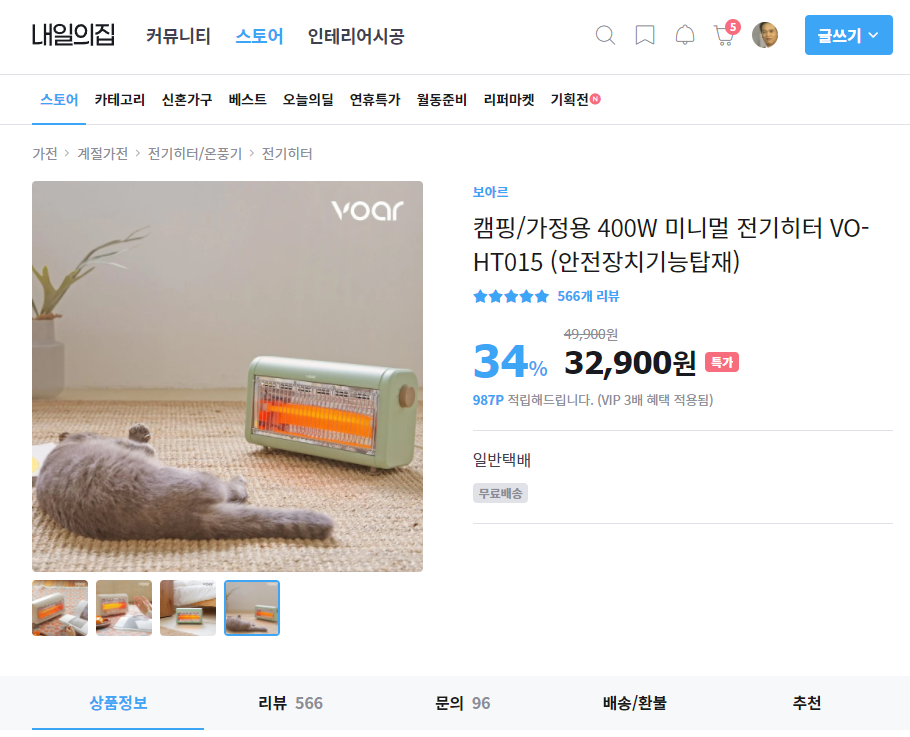 내일의집 커뮤니티 스토어 인테리어시공 5 글쓰기
스토어 카테고리 신혼가구 베스트 오늘의딜 연휴특가 월동준비 리퍼마켓 기획전 N
가전 > 계절가전 > 전기히터/온풍기 > 전기히터
voar
보아르
캠핑/가정용 400W 미니멀 전기히터 VO-
HT015 (안전장치기능탑재)
566개 리뷰
49,900원
34% 32,900원 특가
987P 적립해드립니다. (VIP 3배 혜택 적용됨)
일반택배
무료배송
상품정보 리뷰 566 문의 96 배송/환불 추천